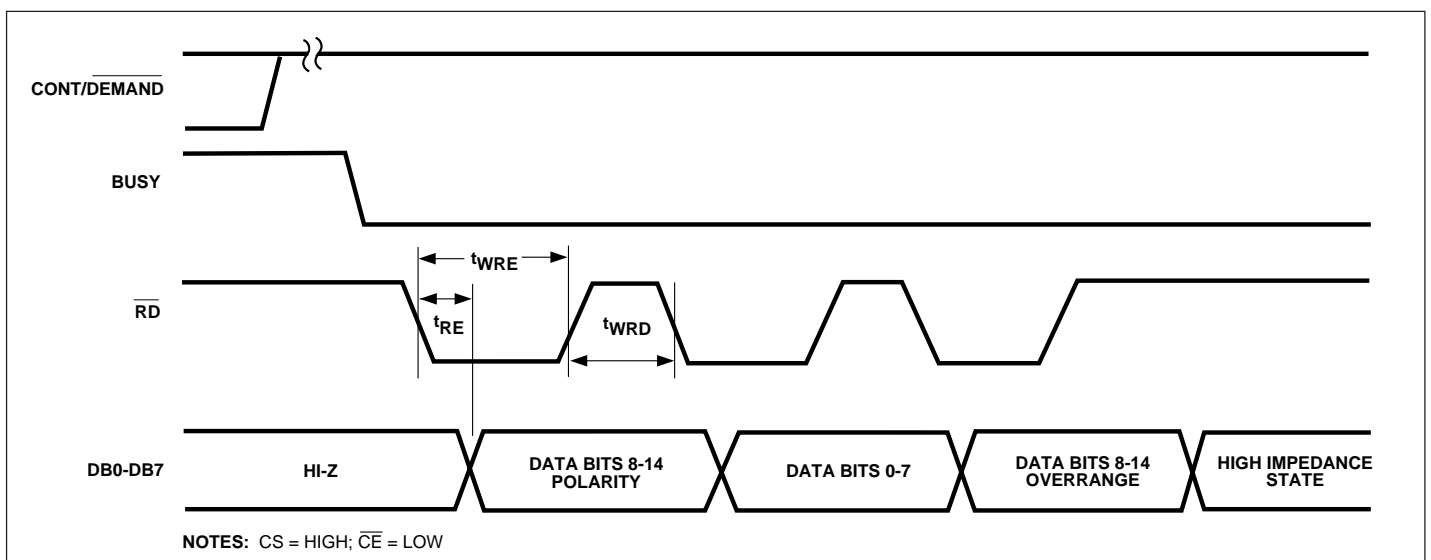 CONT/DEMAND
BUSY
tWRE
RD
tRE
tWRD
DB0-DB7
HI-Z
DATA BITS 8-14
POLARITY
DATA BITS 0-7
DATA BITS 8-14
OVERRANGE
HIGH IMPEDANCE
STATE
NOTES: CS = HIGH; CE = LOW